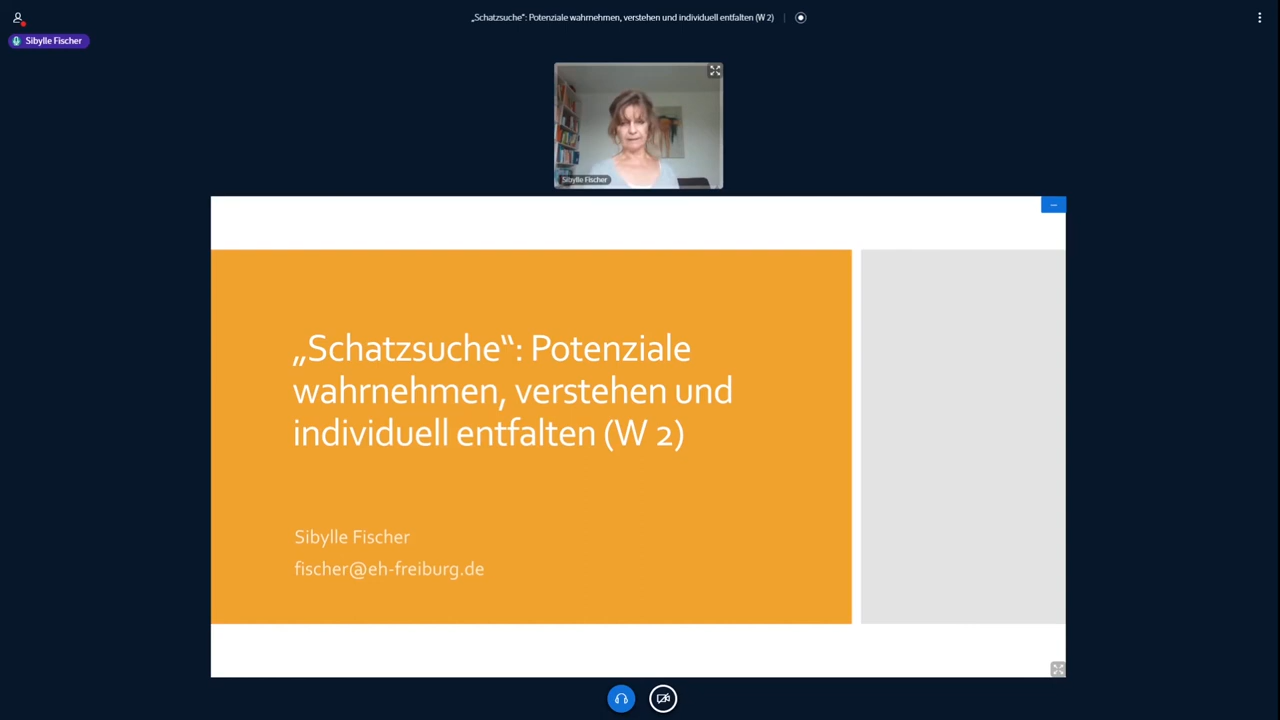 „Schatzsuche“: Potenziale wahrnehmen, verstehen und individuell entfalten (W 2)
Sibylle Fischer
Sibylle Fischer
„Schatzsuche“: Potenziale
wahrnehmen, verstehen und
individuell entfalten (W 2)
Sibylle Fischer
fischer@eh-freiburg.de